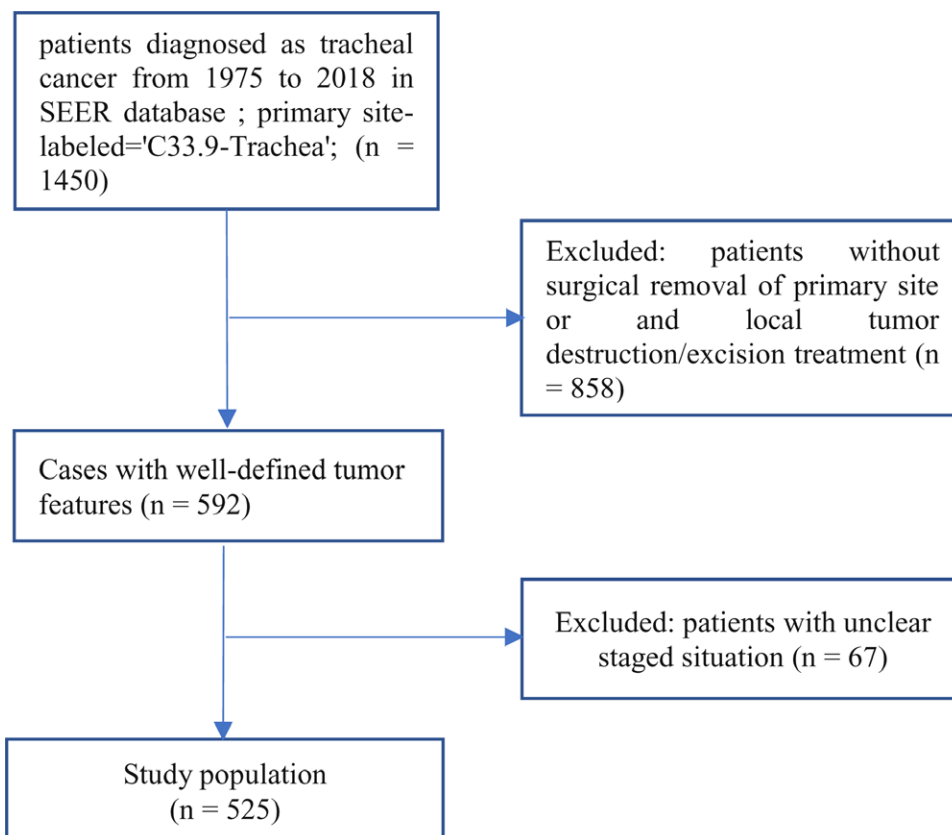 patients diagnosed as tracheal
cancer from 1975 to 2018 in
SEER database ; primary site-
labeled='C33.9-Trachea'; (n =
1450)
Excluded: patients without
surgical removal of primary site
or and local tumor
destruction/excision treatment (n
= 858)
Cases with well-defined tumor
features (n = 592)
Excluded: patients with unclear
staged situation (n = 67)
Study population
(n = 525)